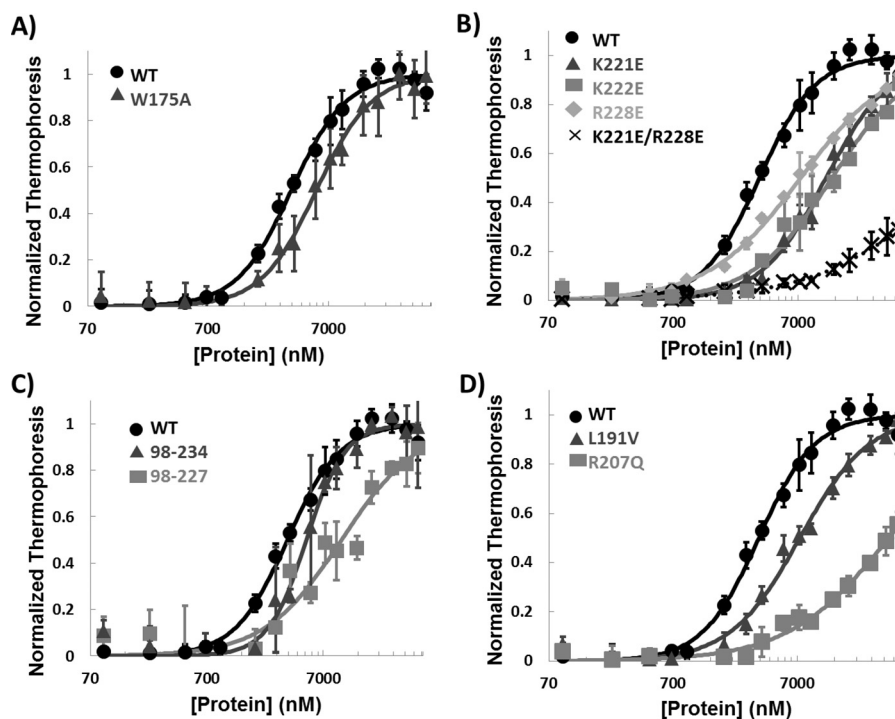 A)
WT
W175A
Normalized Thermophoresis
1
0.8
0.6
0.4
0.2
0
70
700
7000
[Protein] (nM)
B)
WT
K221E
K222E
R228E
K221E/R228E
Normalized Thermophoresis
1
0.8
0.6
0.4
0.2
0
70
700
7000
[Protein] (nM)
C)
WT
98-234
98-227
Normalized Thermophoresis
1
0.8
0.6
0.4
0.2
0
70
700
7000
[Protein] (nM)
D)
WT
L191V
R207Q
Normalized Thermophoresis
1
0.8
0.6
0.4
0.2
0
70
700
7000
[Protein] (nM)